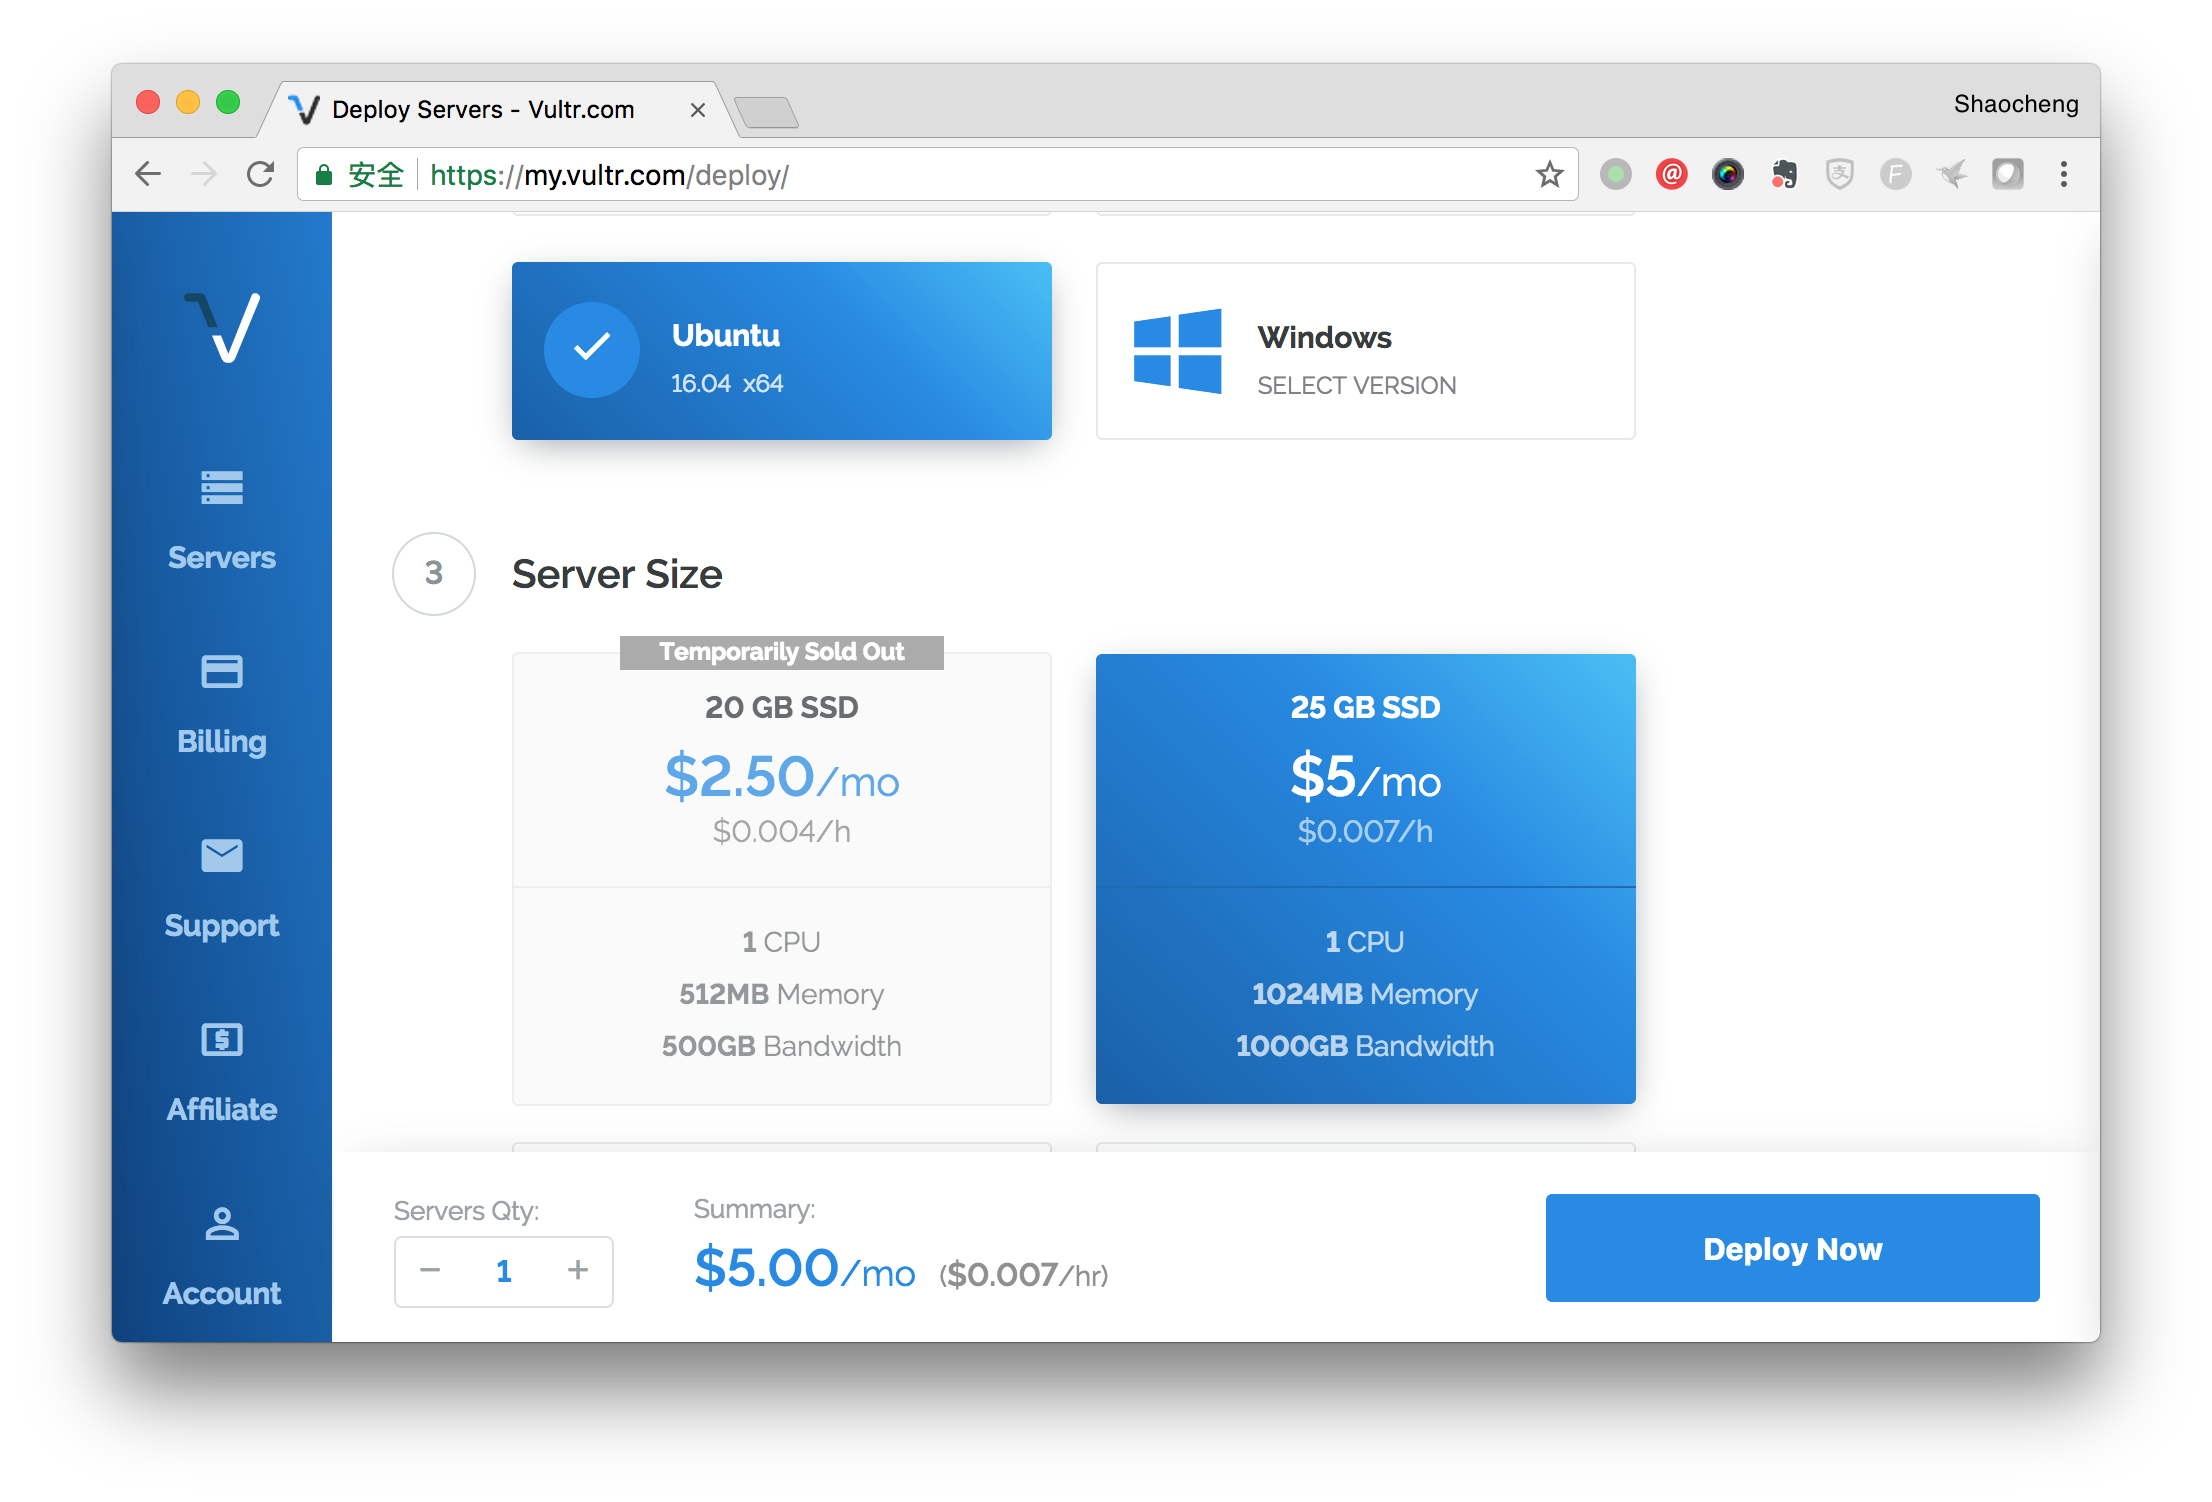 Deploy Servers - Vultr.com
Shaocheng
安全 https://my.vultr.com/deploy/
Ubuntu
16.04 x64
Windows
SELECT VERSION
Servers
Billing
Support
Affiliate
Account
3
Server Size
Temporarily Sold Out
20 GB SSD
$2.50/mo
$0.004/h
1 CPU
512MB Memory
500GB Bandwidth
25 GB SSD
$5/mo
$0.007/h
1 CPU
1024MB Memory
1000GB Bandwidth
Servers Qty:
− 1 +
Summary:
$5.00/mo ($0.007/hr)
Deploy Now